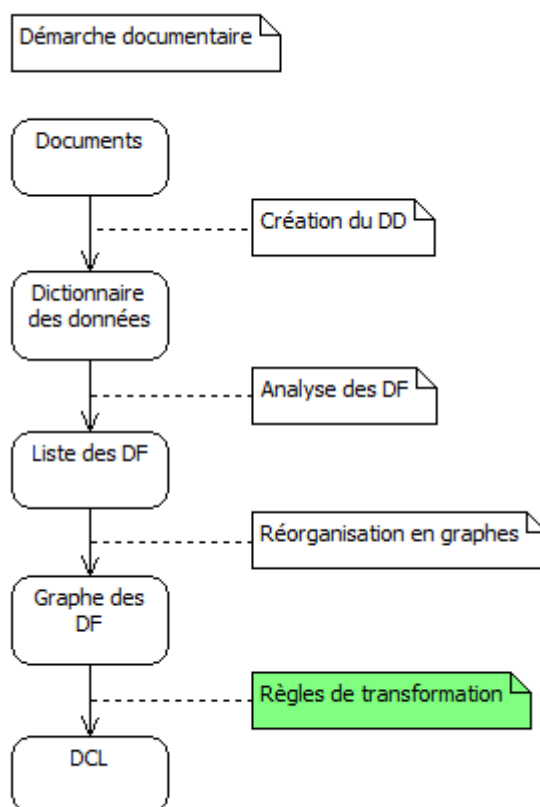 Démarche documentaire
Documents
Création du DD
Dictionnaire
des données
Analyse des DF
Liste des DF
Réorganisation en graphes
Graphe des
DF
Règles de transformation
DCL